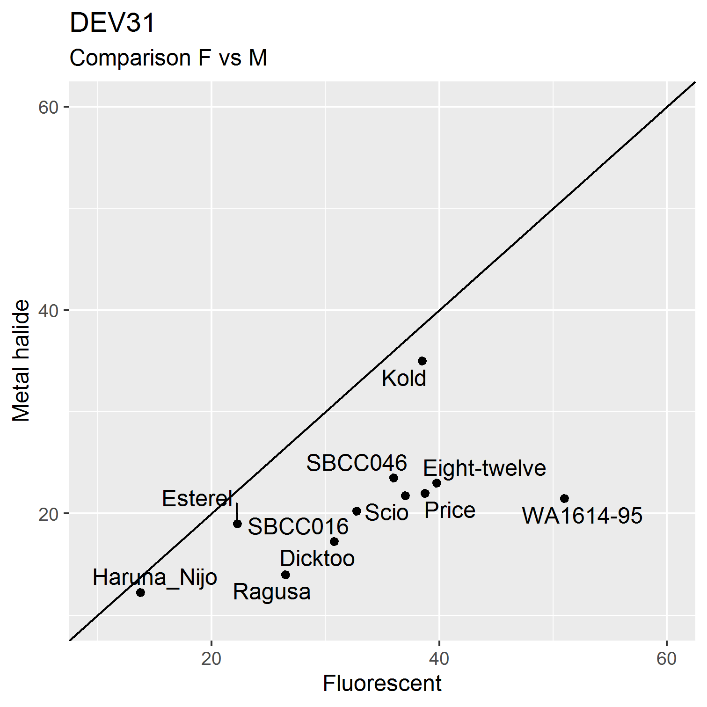 DEV31
Comparison F vs M
60
40
20
Metal halide
Kold
SBCC046
Eight-twelve
Esterel
SBCC016
Scio
Price
WA1614-95
Dicktoo
Haruna_Nijo
Ragusa
20
40
60
Fluorescent